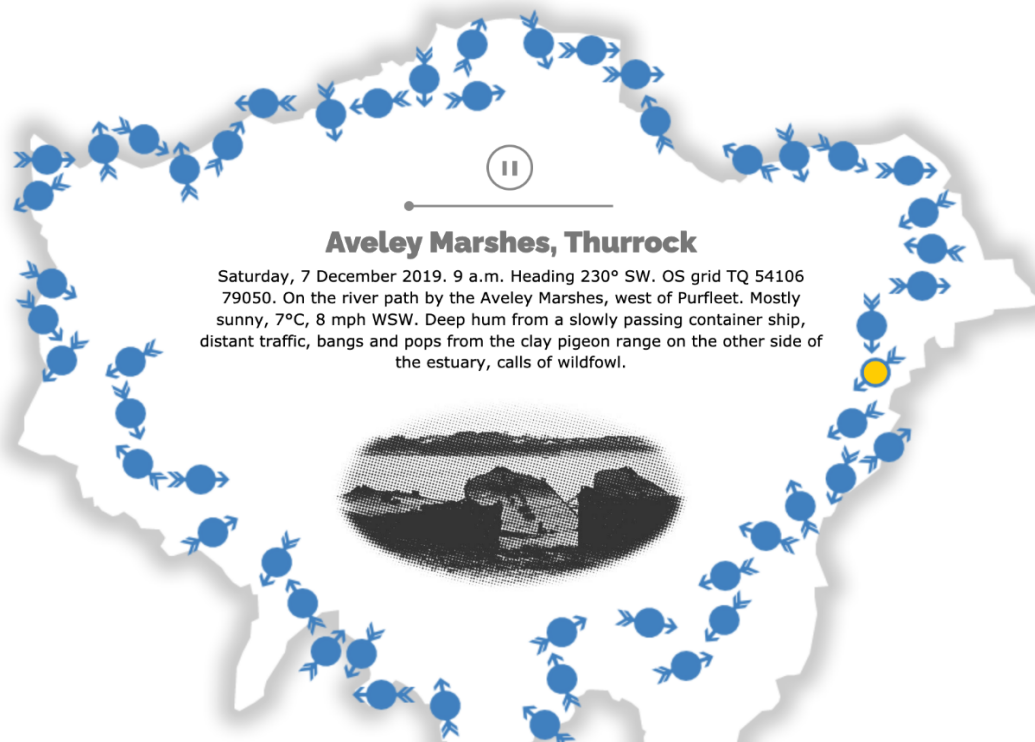 Aveley Marshes, Thurrock
Saturday, 7 December 2019. 9 a.m. Heading 230° SW. OS grid TQ 54106
79050. On the river path by the Aveley Marshes, west of Purfleet. Mostly
sunny, 7°C, 8 mph WSW. Deep hum from a slowly passing container ship,
distant traffic, bangs and pops from the clay pigeon range on the other side of
the estuary, calls of wildfowl.